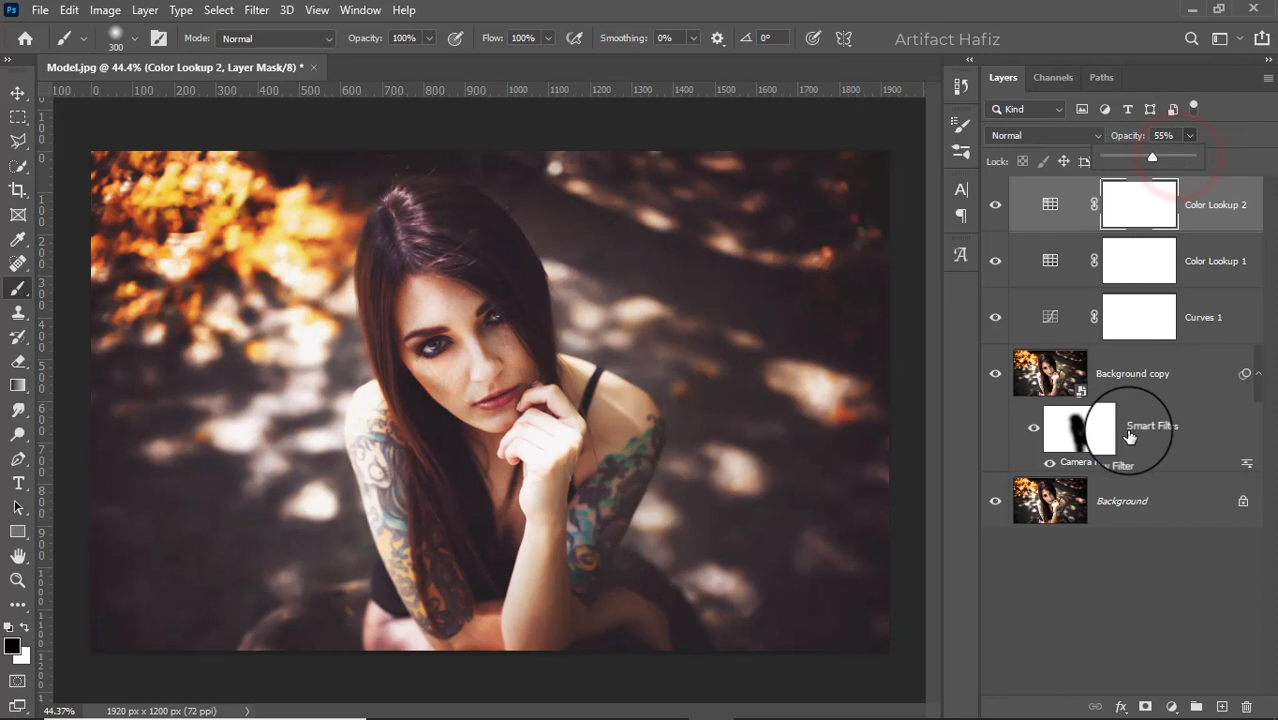 Ps File Edit Image Layer Type Select Filter 3D View Window Help
300 Mode: Normal Opacity: 100% Flow: 100% Smoothing: 0% 0° Artifact Hafiz
Model.jpg @ 44.4% (Color Lookup 2, Layer Mask/8) * ×
100 0 100 200 300 400 500 600 700 800 900 1000 1100 1200 1300 1400 1500 1600 1700 1800 1900
Layers Channels Paths
Kind
Normal Opacity: 55%
Lock:
Color Lookup 2
Color Lookup 1
Curves 1
Background copy
Smart Filters
Camera Raw Filter
Background
44.37% 1920 px x 1200 px (72 ppi)